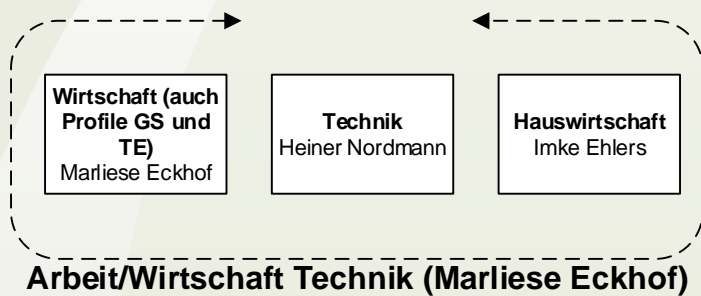 Wirtschaft (auch
Profile GS und
TE)
Marliese Eckhof
Technik
Heiner Nordmann
Hauswirtschaft
Imke Ehlers
Arbeit/Wirtschaft Technik (Marliese Eckhof)